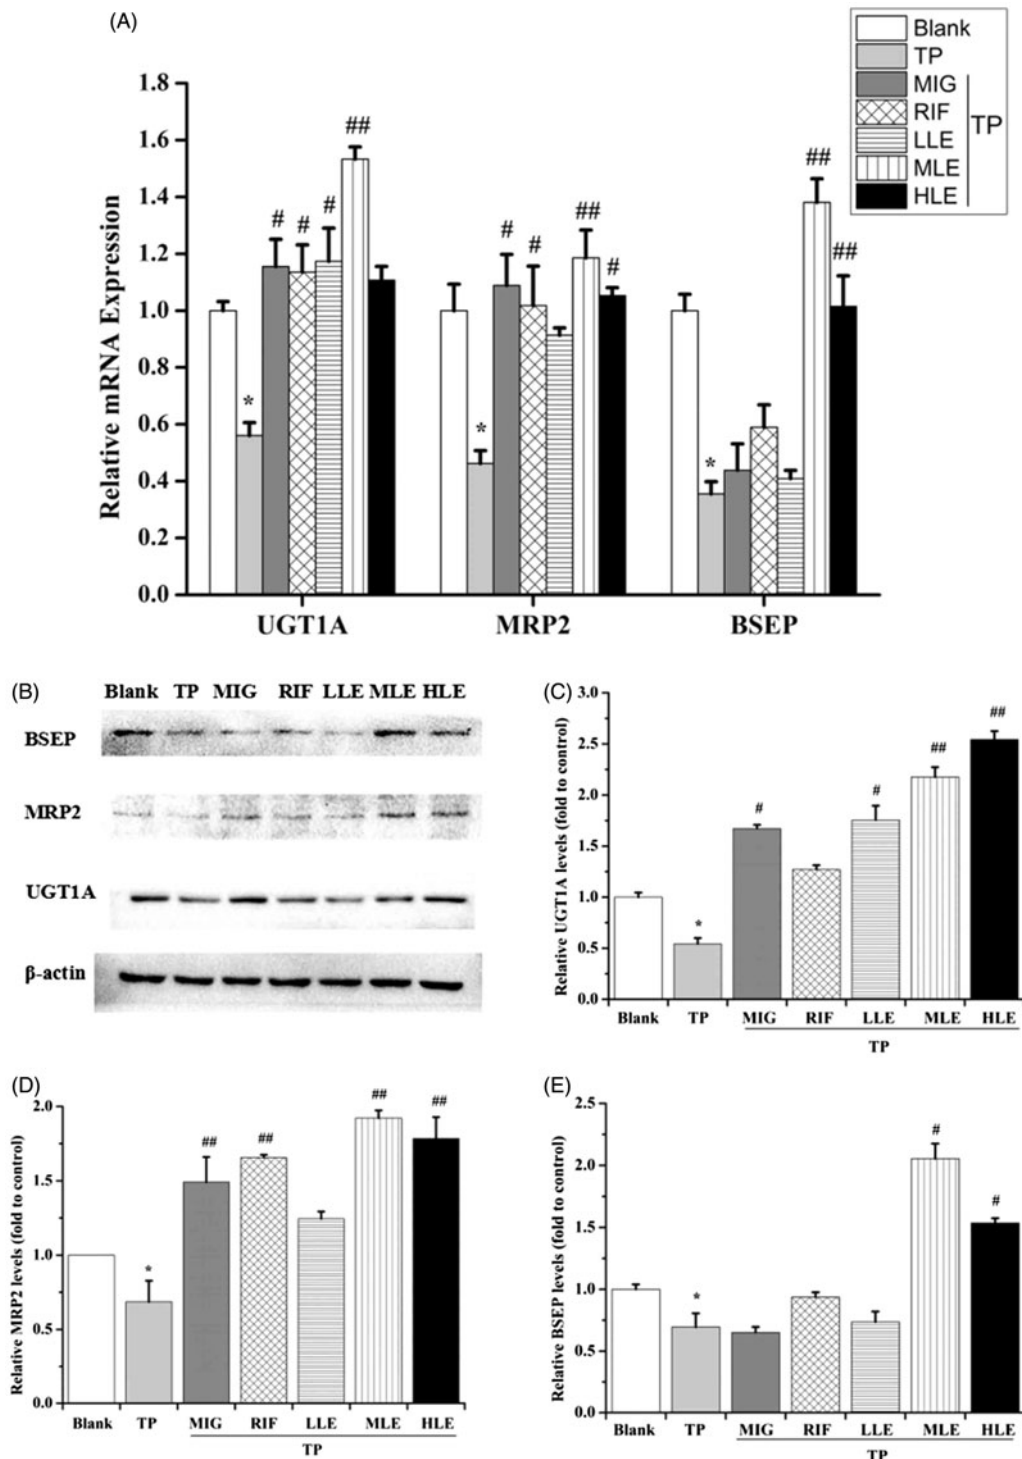 (A)
Blank
TP
MIG
RIF
LLE
MLE
HLE
TP
1.8
1.6
1.4
1.2
1.0
0.8
0.6
0.4
0.2
0.0
Relative mRNA Expression
* # # # ##
* # # ## #
* ## ##
UGT1A MRP2 BSEP
(B)
Blank TP MIG RIF LLE MLE HLE
BSEP
MRP2
UGT1A
β-actin
(C)
3.0
2.5
2.0
1.5
1.0
0.5
0.0
Relative UGT1A levels (fold to control)
* # # ## ##
Blank TP MIG RIF LLE MLE HLE
TP
(D)
2.0
1.5
1.0
0.5
0.0
Relative MRP2 levels (fold to control)
* ## ## ## ##
Blank TP MIG RIF LLE MLE HLE
TP
(E)
2.5
2.0
1.5
1.0
0.5
0.0
Relative BSEP levels (fold to control)
* # #
Blank TP MIG RIF LLE MLE HLE
TP